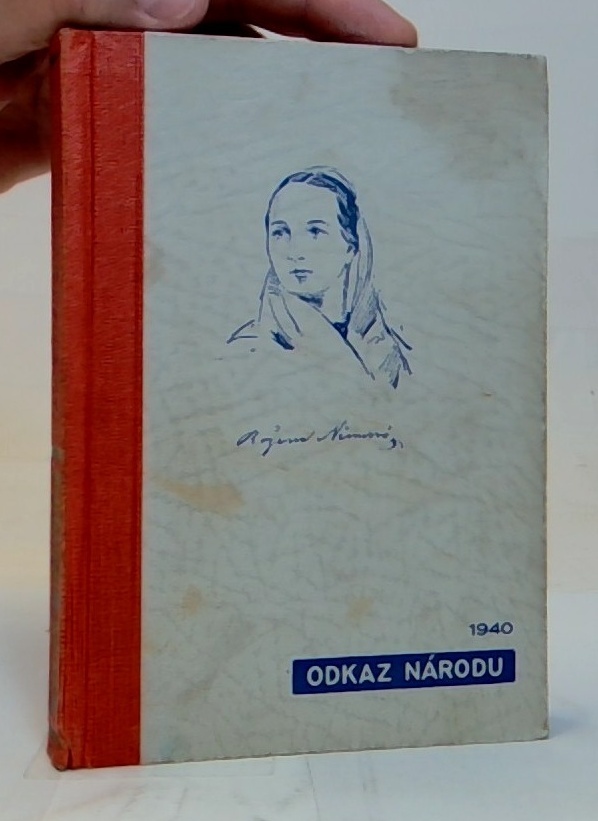 Božena Němcová
1940
ODKAZ NÁRODU